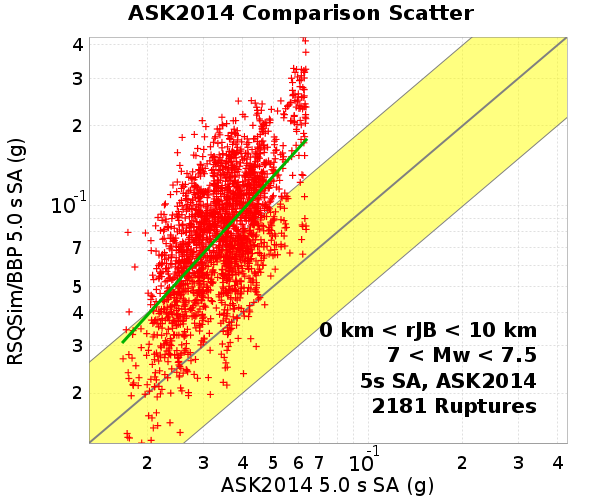 ASK2014 Comparison Scatter
RSQSim/BBP 5.0 s SA (g)
4
3
2
10-1
7
5
4
3
2
0 km < rJB < 10 km
7 < Mw < 7.5
5s SA, ASK2014
2181 Ruptures
2 3 4 5 6 7 10-1 2 3 4
ASK2014 5.0 s SA (g)